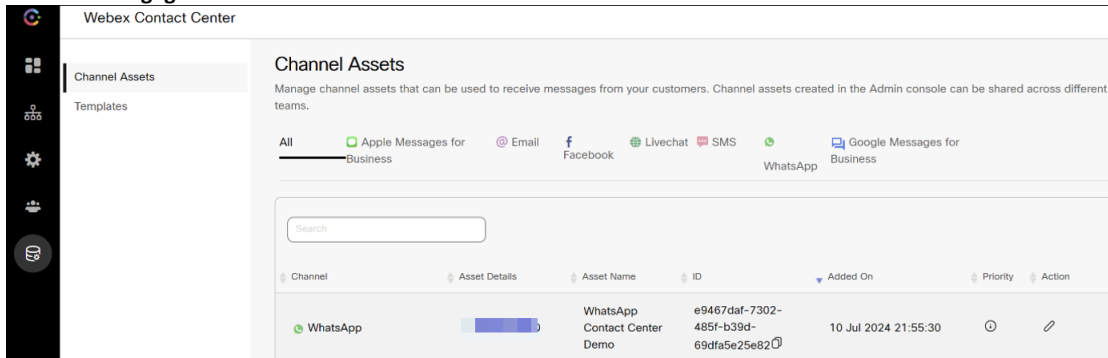 Webex Contact Center
Channel Assets
Templates
Channel Assets
Manage channel assets that can be used to receive messages from your customers. Channel assets created in the Admin console can be shared across different
teams.
All
Apple Messages for
Business
Email
Facebook
Livechat
SMS
WhatsApp
Google Messages for
Business
Search
Channel
Asset Details
Asset Name
ID
Added On
Priority
Action
WhatsApp
WhatsApp
Contact Center
Demo
e9467daf-7302-
485f-b39d-
69dfa5e25e82
10 Jul 2024 21:55:30